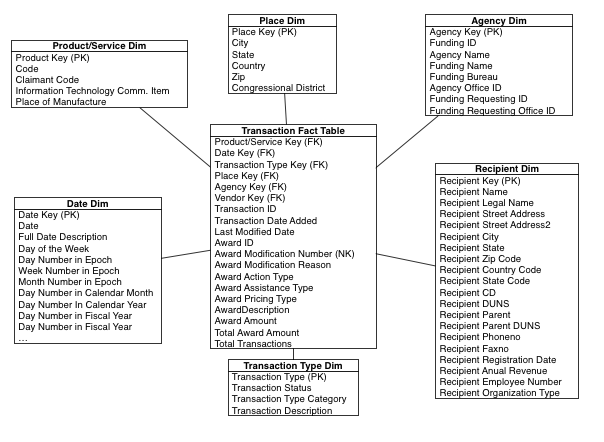 Product/Service Dim
Product Key (PK)
Code
Claimant Code
Information Technology Comm. Item
Place of Manufacture
Place Dim
Place Key (PK)
City
State
Country
Zip
Congressional District
Agency Dim
Agency Key (PK)
Funding ID
Agency Name
Funding Name
Funding Bureau
Agency Office ID
Funding Requesting ID
Funding Requesting Office ID
Transaction Fact Table
Product/Service Key (FK)
Date Key (FK)
Transaction Type Key (FK)
Place Key (FK)
Agency Key (FK)
Vendor Key (FK)
Transaction ID
Transaction Date Added
Last Modified Date
Award ID
Award Modification Number (NK)
Award Modification Reason
Award Action Type
Award Assistance Type
Award Pricing Type
AwardDescription
Award Amount
Total Award Amount
Total Transactions
Date Dim
Date Key (PK)
Date
Full Date Description
Day of the Week
Day Number in Epoch
Week Number in Epoch
Month Number in Epoch
Day Number in Calendar Month
Day Number In Calendar Year
Day Number in Fiscal Year
Day Number in Fiscal Year
...
Recipient Dim
Recipient Key (PK)
Recipient Name
Recipient Legal Name
Recipient Street Address
Recipient Street Address2
Recipient City
Recipient State
Recipient Zip Code
Recipient Country Code
Recipient State Code
Recipient CD
Recipient DUNS
Recipient Parent
Recipient Parent DUNS
Recipient Phoneno
Recipient Faxno
Recipient Registration Date
Recipient Anual Revenue
Recipient Employee Number
Recipient Organization Type
Transaction Type Dim
Transaction Type (PK)
Transaction Status
Transaction Type Category
Transaction Description